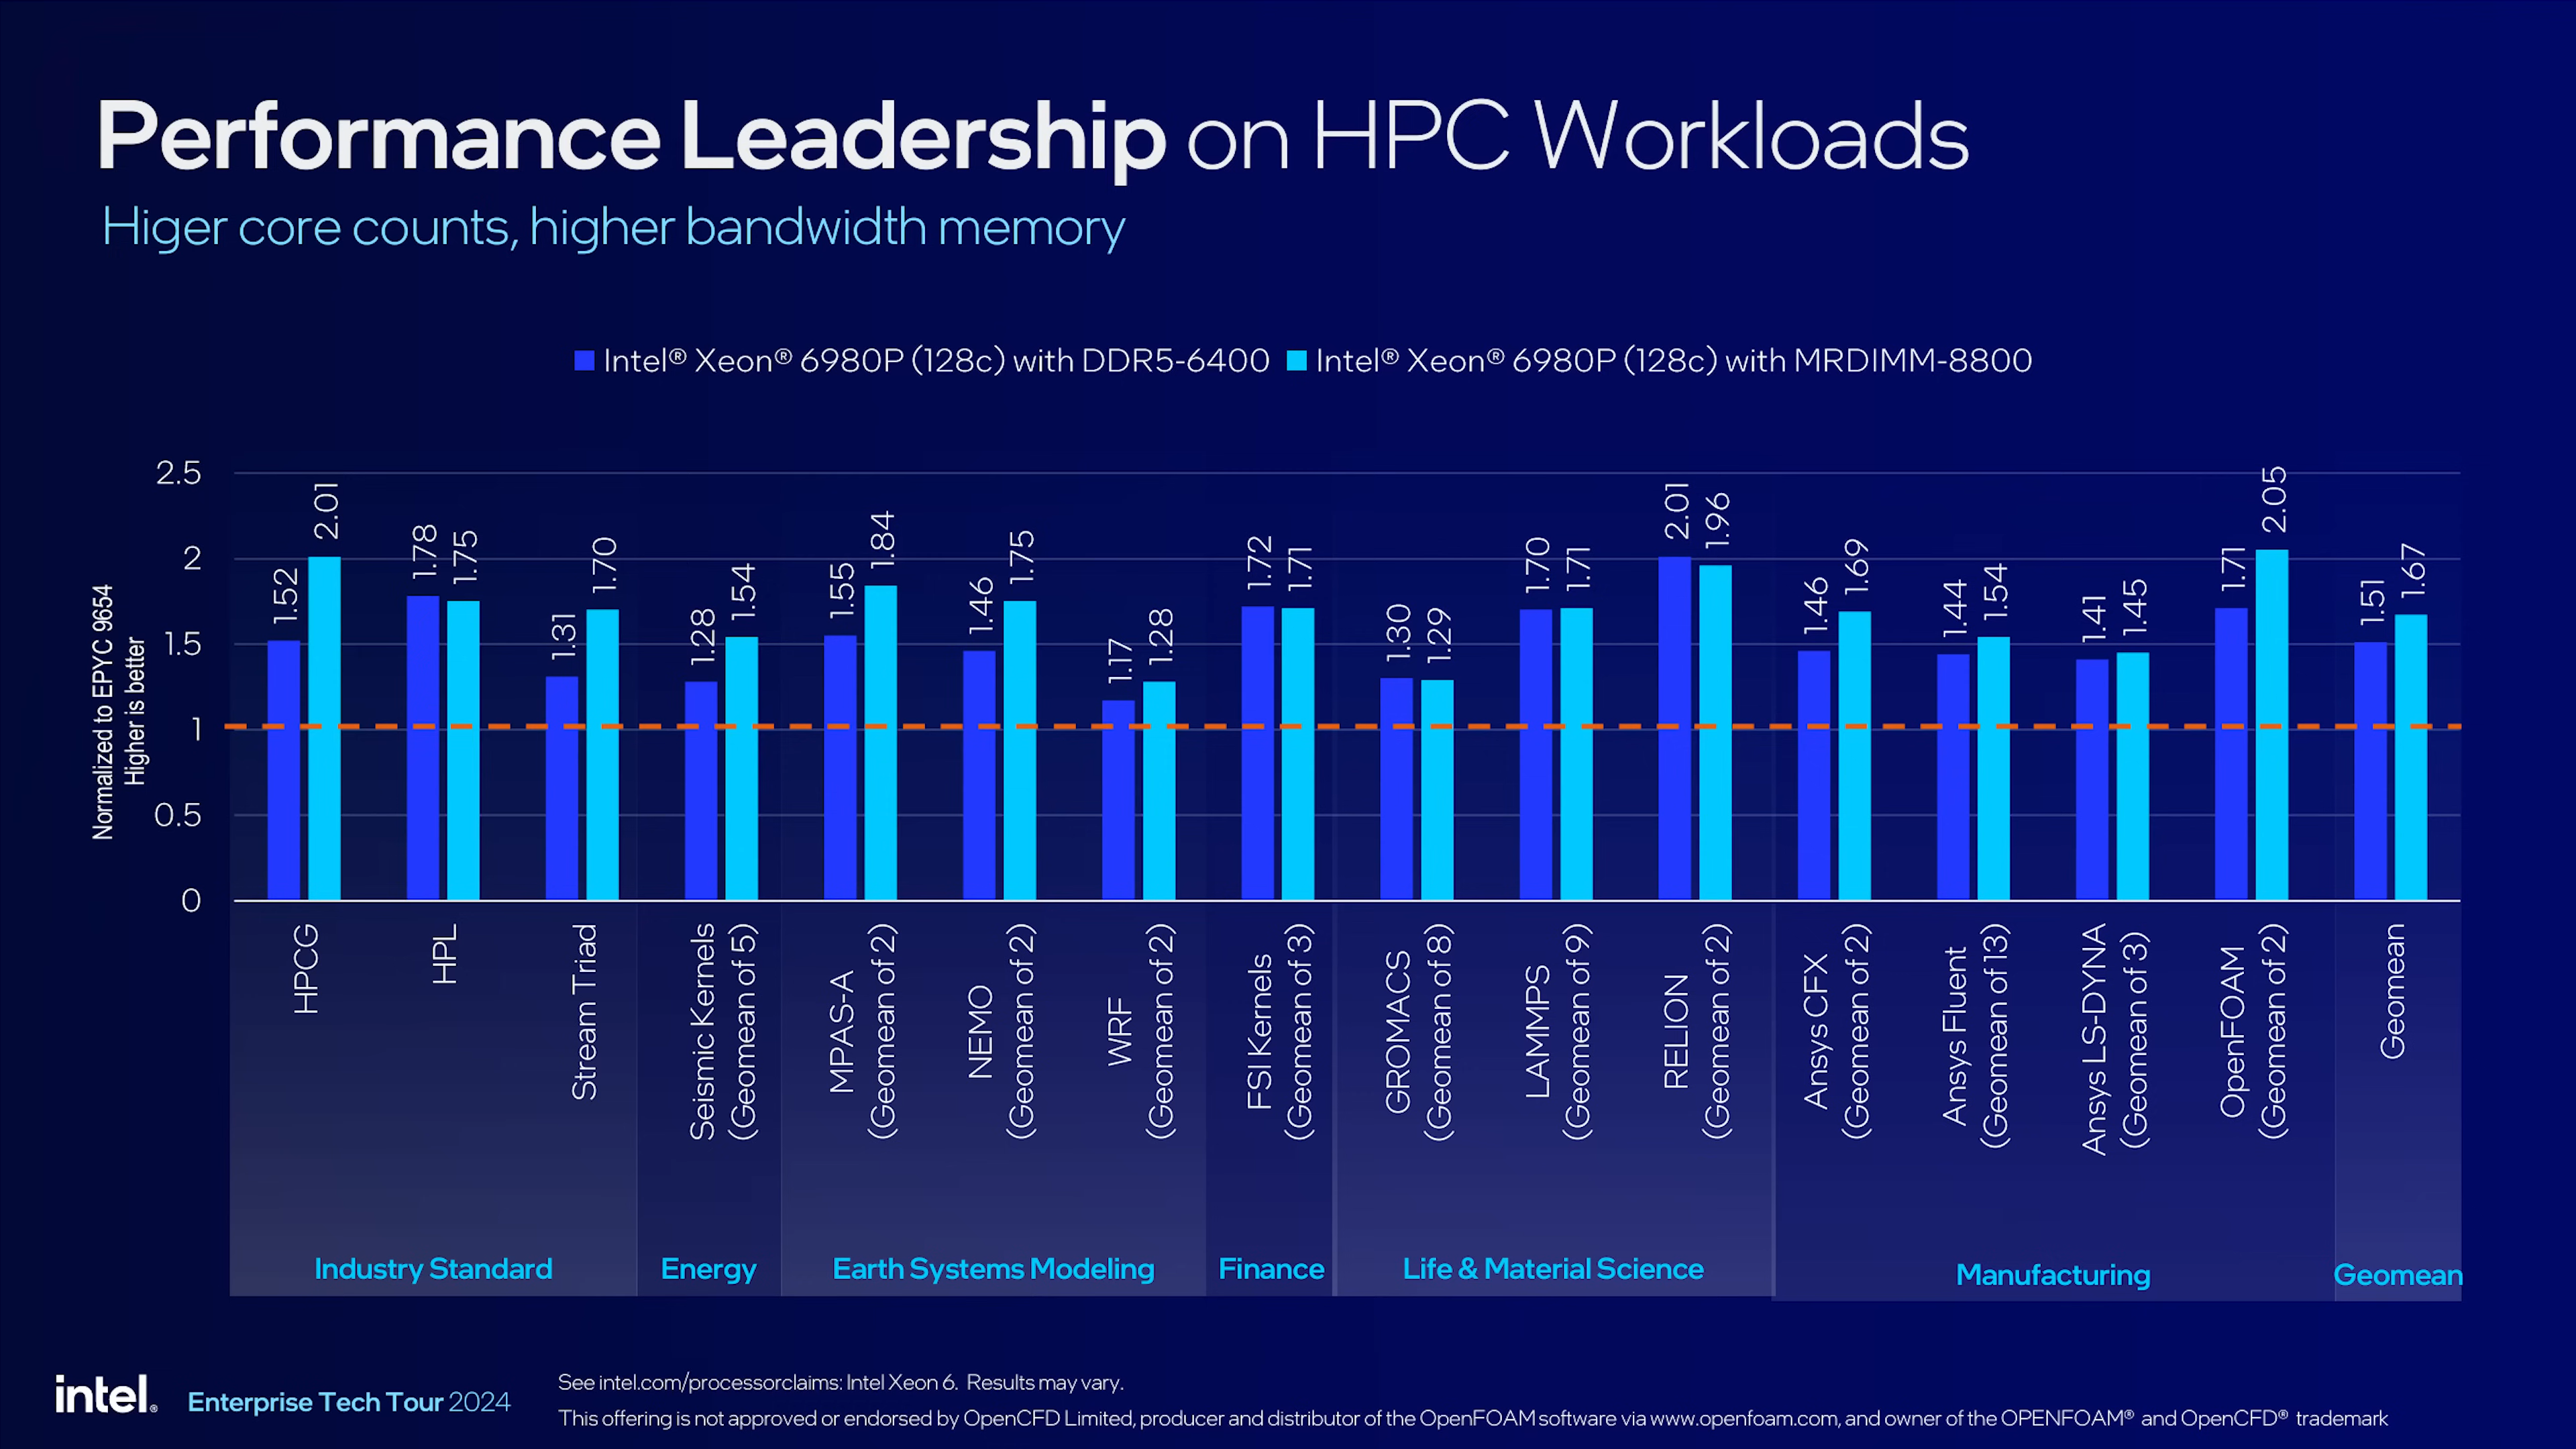 Performance Leadership on HPC Workloads
Higer core counts, higher bandwidth memory
Intel® Xeon® 6980P (128c) with DDR5-6400
Intel® Xeon® 6980P (128c) with MRDIMM-8800
Normalized to EPYC 9654
Higher is better
2.5
2
1.5
1
0.5
0
1.52
2.01
1.78
1.75
1.31
1.70
1.28
1.54
1.55
1.84
1.46
1.75
1.17
1.28
1.72
1.71
1.30
1.29
1.70
1.71
2.01
1.96
1.46
1.69
1.44
1.54
1.41
1.45
1.71
2.05
1.51
1.67
HPCG
HPL
Stream Triad
Seismic Kernels
(Geomean of 5)
MPAS-A
(Geomean of 2)
NEMO
(Geomean of 2)
WRF
(Geomean of 2)
FSI Kernels
(Geomean of 3)
GROMACS
(Geomean of 8)
LAMMPS
(Geomean of 9)
RELION
(Geomean of 2)
Ansys CFX
(Geomean of 2)
Ansys Fluent
(Geomean of 13)
Ansys LS-DYNA
(Geomean of 3)
OpenFOAM
(Geomean of 2)
Geomean
Industry Standard
Energy
Earth Systems Modeling
Finance
Life & Material Science
Manufacturing
Geomean
intel®
Enterprise Tech Tour 2024
See intel.com/processorclaims: Intel Xeon 6. Results may vary.
This offering is not approved or endorsed by OpenCFD Limited, producer and distributor of the OpenFOAM software via www.openfoam.com, and owner of the OPENFOAM® and OpenCFD® trademark